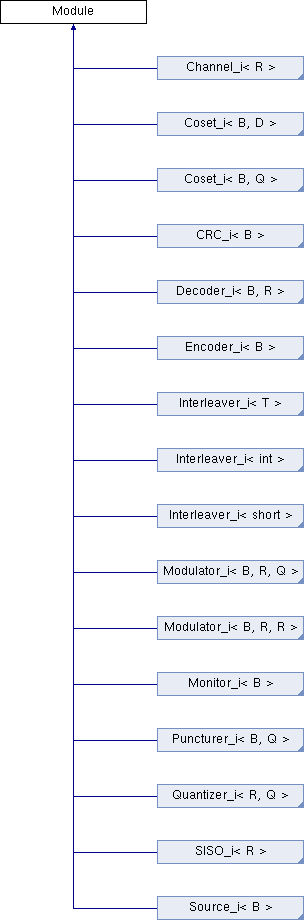 Module
Channel_i< R >
Coset_i< B, D >
Coset_i< B, Q >
CRC_i< B >
Decoder_i< B, R >
Encoder_i< B >
Interleaver_i< T >
Interleaver_i< int >
Interleaver_i< short >
Modulator_i< B, R, Q >
Modulator_i< B, R, R >
Monitor_i< B >
Puncturer_i< B, Q >
Quantizer_i< R, Q >
SISO_i< R >
Source_i< B >